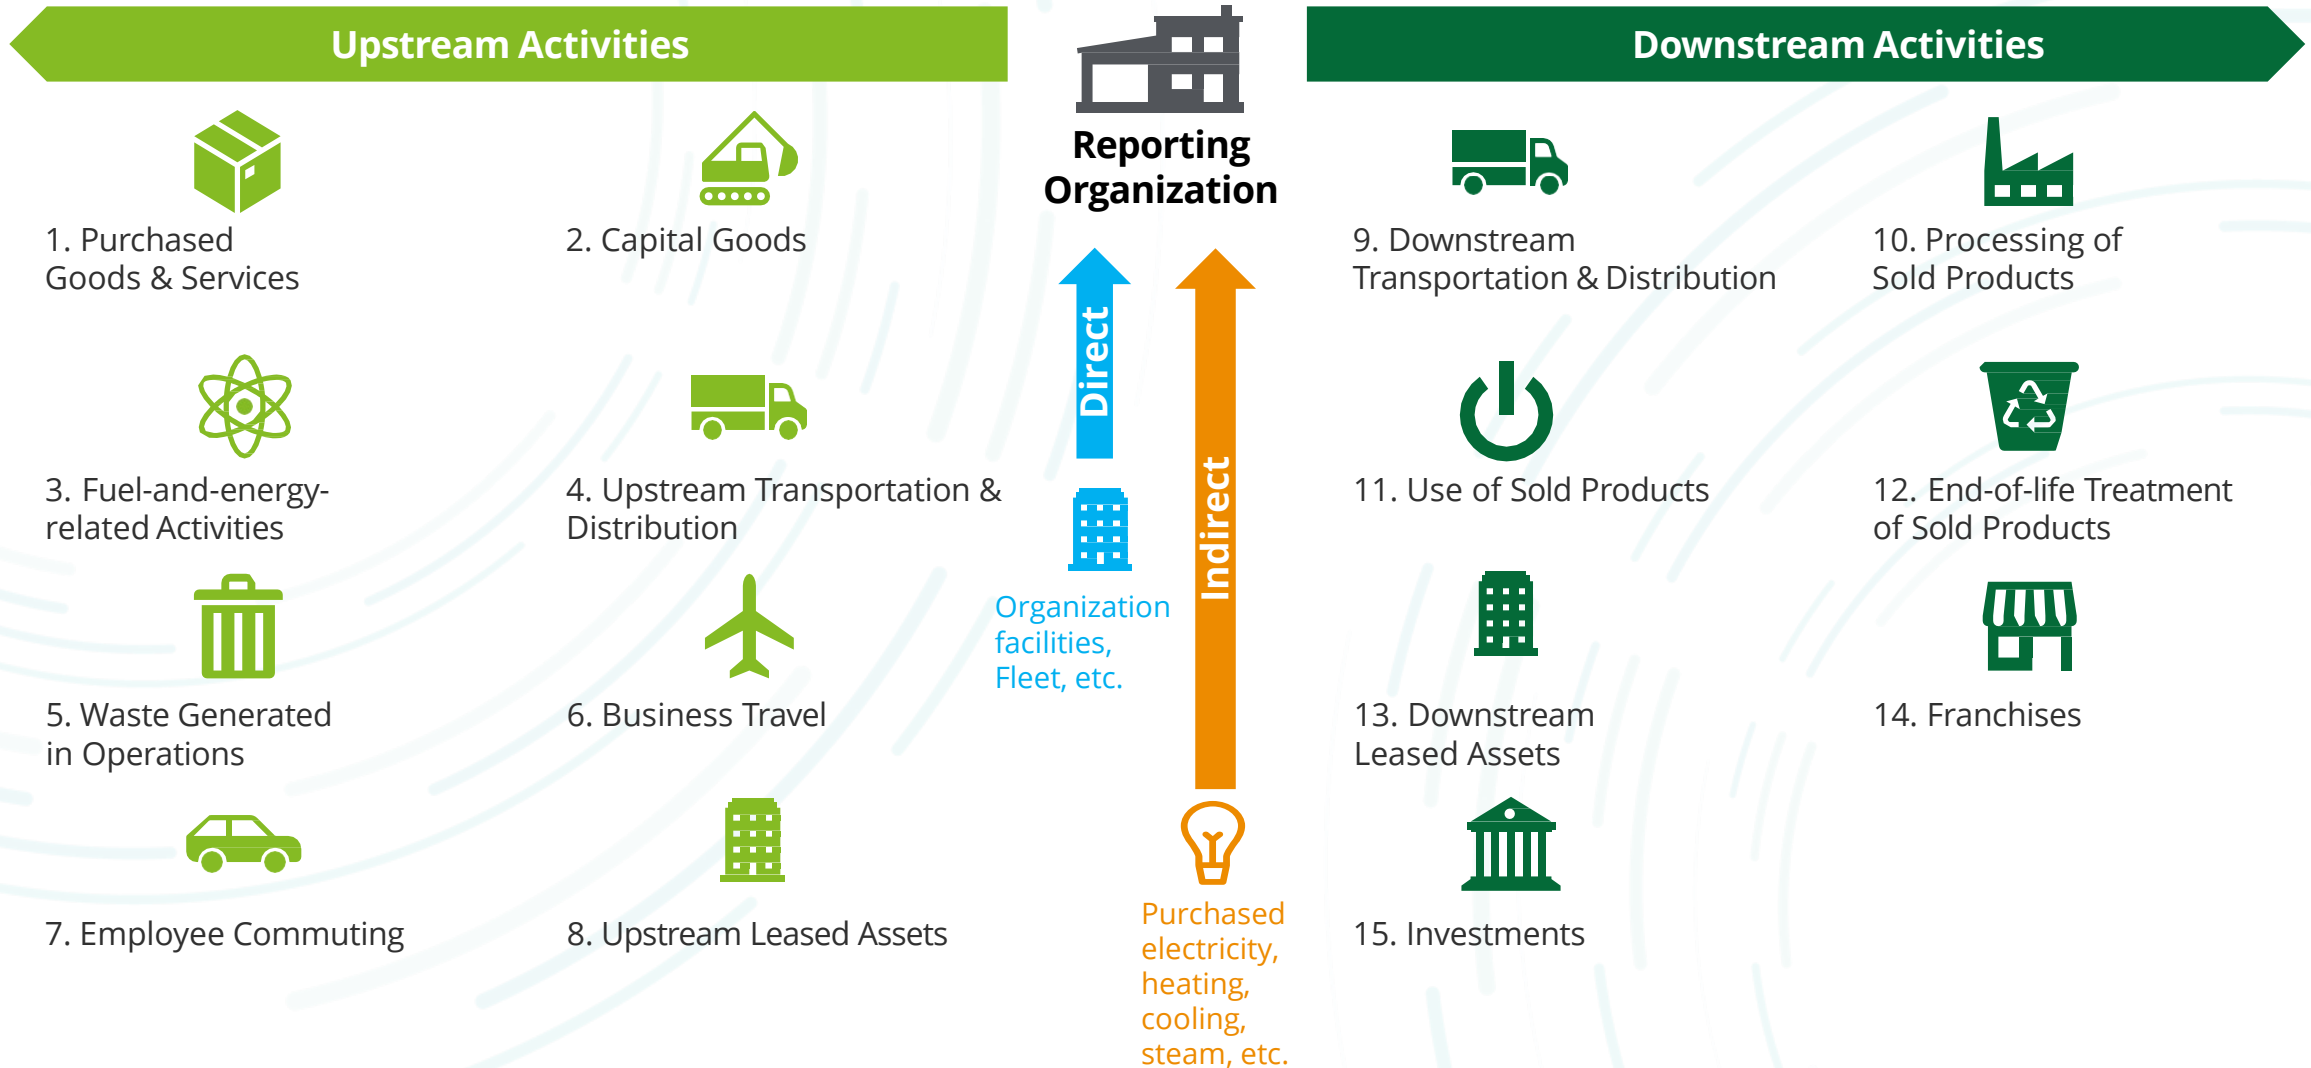 Upstream Activities
Downstream Activities
Reporting
Organization
1. Purchased
Goods & Services
2. Capital Goods
3. Fuel-and-energy-
related Activities
4. Upstream Transportation &
Distribution
5. Waste Generated
in Operations
6. Business Travel
7. Employee Commuting
8. Upstream Leased Assets
Direct
Organization
facilities,
Fleet, etc.
Indirect
Purchased
electricity,
heating,
cooling,
steam, etc.
9. Downstream
Transportation & Distribution
10. Processing of
Sold Products
11. Use of Sold Products
12. End-of-life Treatment
of Sold Products
13. Downstream
Leased Assets
14. Franchises
15. Investments